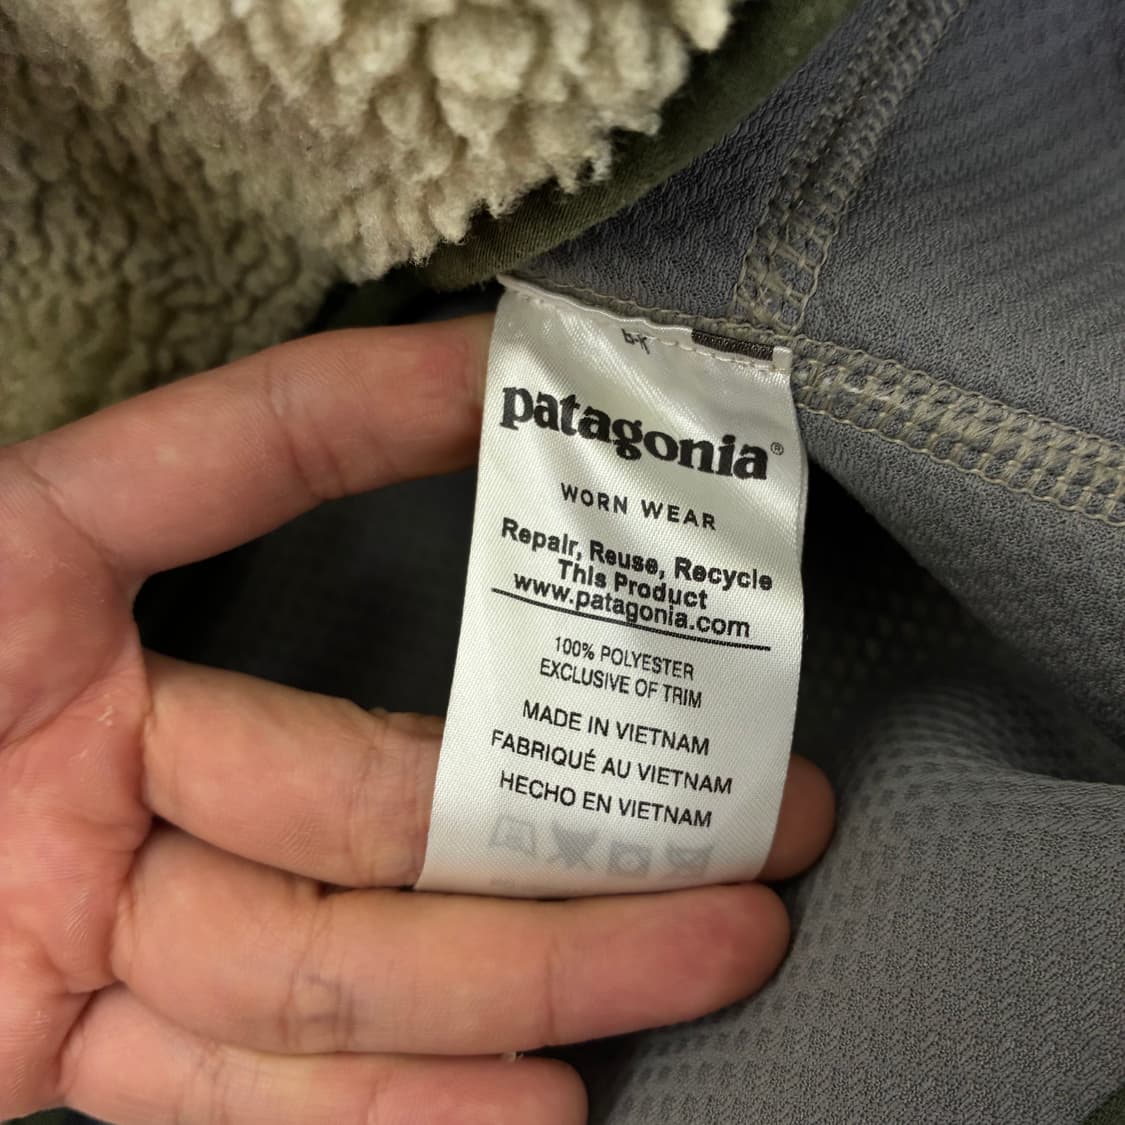 patagonia®
WORN WEAR
Repair, Reuse, Recycle
This Product
www.patagonia.com
100% POLYESTER
EXCLUSIVE OF TRIM
MADE IN VIETNAM
FABRIQUÉ AU VIETNAM
HECHO EN VIETNAM